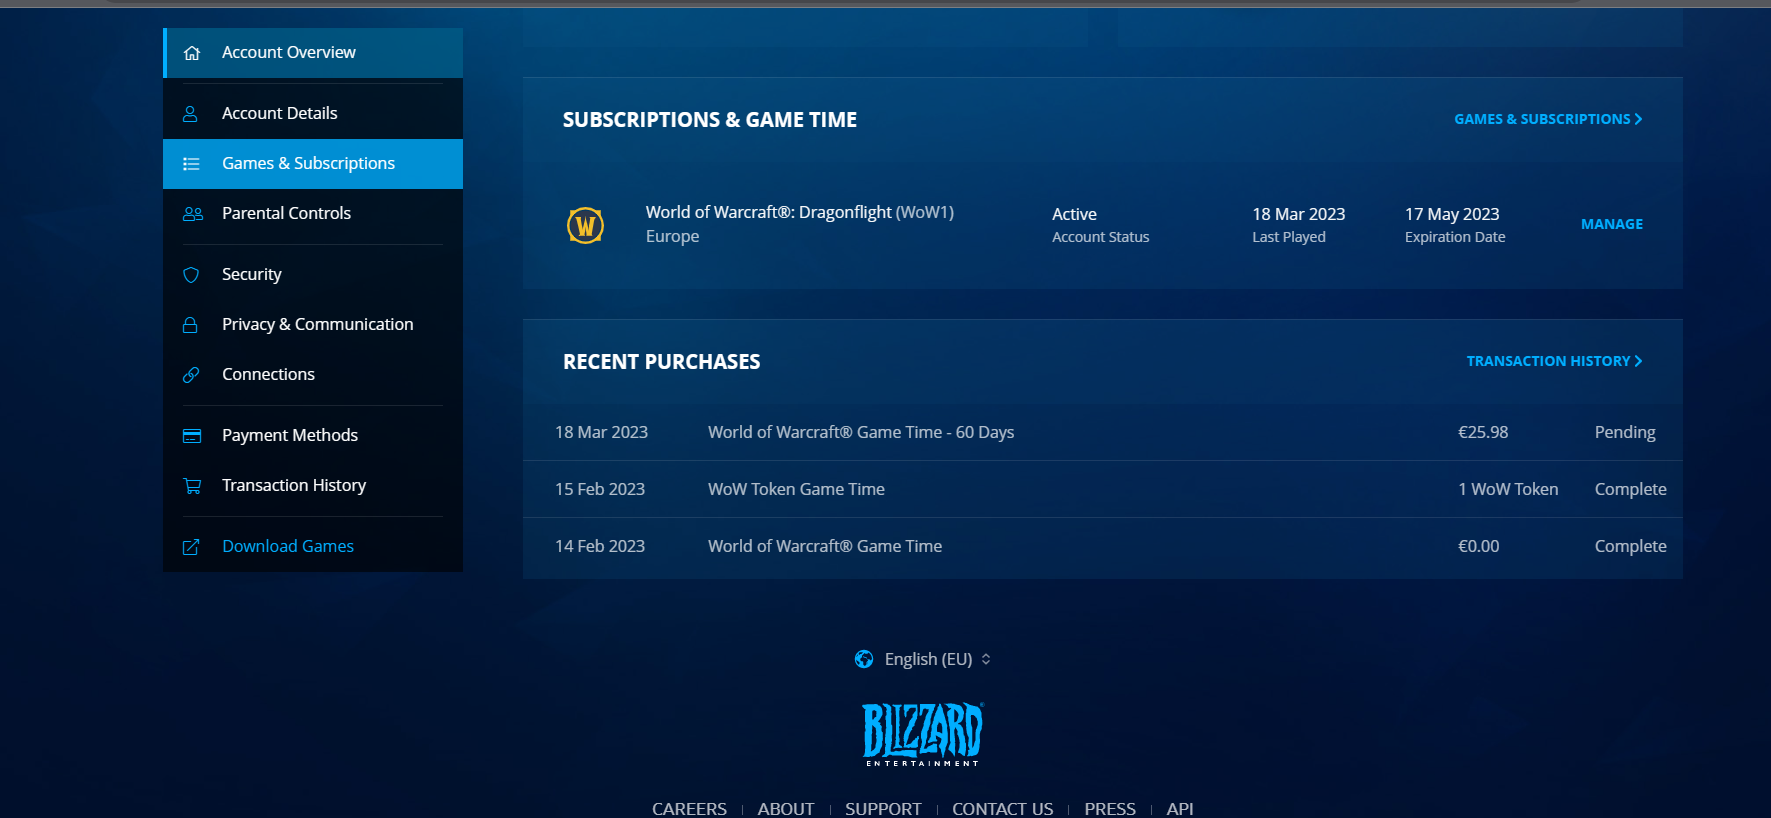 Account Overview
Account Details
Games & Subscriptions
Parental Controls
Security
Privacy & Communication
Connections
Payment Methods
Transaction History
Download Games
SUBSCRIPTIONS & GAME TIME
GAMES & SUBSCRIPTIONS
World of Warcraft®: Dragonflight (WoW1)
Europe
Active
Account Status
18 Mar 2023
Last Played
17 May 2023
Expiration Date
MANAGE
RECENT PURCHASES
TRANSACTION HISTORY
18 Mar 2023 World of Warcraft® Game Time - 60 Days €25.98 Pending
15 Feb 2023 WoW Token Game Time 1 WoW Token Complete
14 Feb 2023 World of Warcraft® Game Time €0.00 Complete
English (EU)
BLIZZARD
ENTERTAINMENT
CAREERS | ABOUT | SUPPORT | CONTACT US | PRESS | API